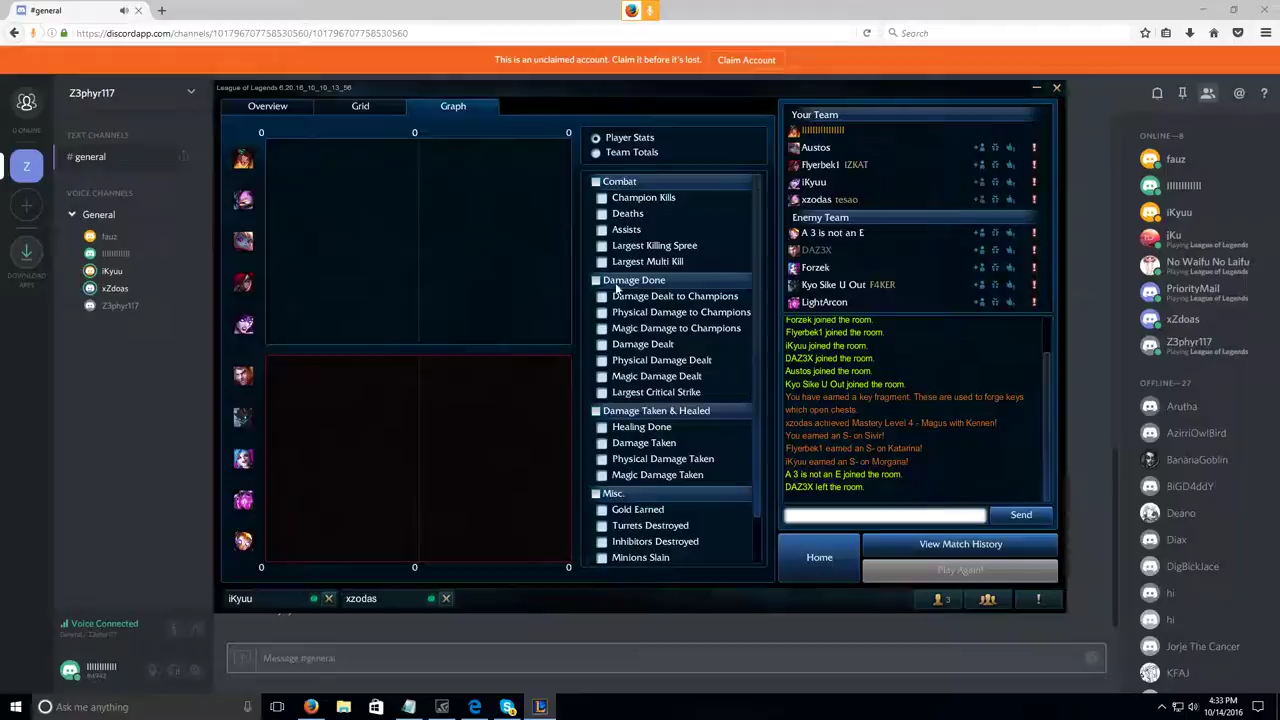 #general
https://discordapp.com/channels/101796707758530560/101796707758530560
Search
This is an unclaimed account. Claim it before it's lost.
Claim Account
Z3phyr117
0 ONLINE
TEXT CHANNELS
# general
VOICE CHANNELS
General
fauz
iKyuu
xZdoas
Z3phyr117
DOWNLOAD
APPS
Voice Connected
Message #general
League of Legends 6.20.16_10_10_13_56
Overview
Grid
Graph
0
0
0
0
0
0
Player Stats
Team Totals
Combat
Champion Kills
Deaths
Assists
Largest Killing Spree
Largest Multi Kill
Damage Done
Damage Dealt to Champions
Physical Damage to Champions
Magic Damage to Champions
Damage Dealt
Physical Damage Dealt
Magic Damage Dealt
Largest Critical Strike
Damage Taken & Healed
Healing Done
Damage Taken
Physical Damage Taken
Magic Damage Taken
Misc.
Gold Earned
Turrets Destroyed
Inhibitors Destroyed
Minions Slain
Your Team
Austos
Flyerbek1 IZKAT
iKyuu
xzodas tesao
Enemy Team
A 3 is not an E
DAZ3X
Forzek
Kyo Sike U Out F4KER
LightArcon
Forzek joined the room.
Flyerbek1 joined the room.
iKyuu joined the room.
DAZ3X joined the room.
Austos joined the room.
Kyo Sike U Out joined the room.
You have earned a key fragment. These are used to forge keys
which open chests.
xzodas achieved Mastery Level 4 - Magus with Kennen!
You earned an S- on Sivir!
Flyerbek1 earned an S- on Katarina!
iKyuu earned an S- on Morgana!
A 3 is not an E joined the room.
DAZ3X left the room.
Send
Home
View Match History
Play Again!
iKyuu
xzodas
3
ONLINE—8
fauz
iKyuu
jKu
Playing League of Legends
No Waifu No Laifu
Playing League of Legends
PriorityMail
Playing League of Legends
xZdoas
Z3phyr117
Playing League of Legends
OFFLINE—27
Arutha
AzirriOwlBird
BananaGoblin
BiGD4ddY
Deano
Diax
DigBickJace
hi
hi
Jorje The Cancer
KFAJ
Ask me anything
4:33 PM
10/14/2016